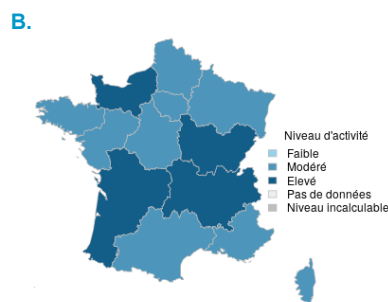 B.
Niveau d'activité
Faible
Modéré
Elevé
Pas de données
Niveau incalculable